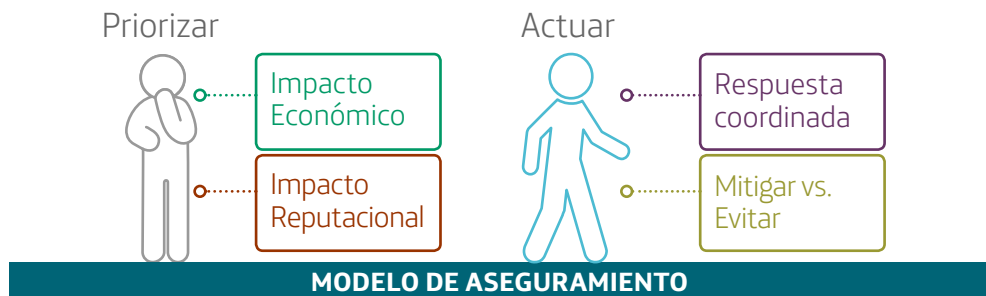 Priorizar
Impacto
Económico
Impacto
Reputacional
Actuar
Respuesta
coordinada
Mitigar vs.
Evitar
MODELO DE ASEGURAMIENTO